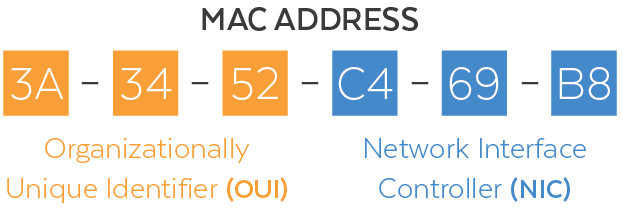 MAC ADDRESS
3A - 34 - 52 - C4 - 69 - B8
Organizationally
Unique Identifier (OUI)
Network Interface
Controller (NIC)